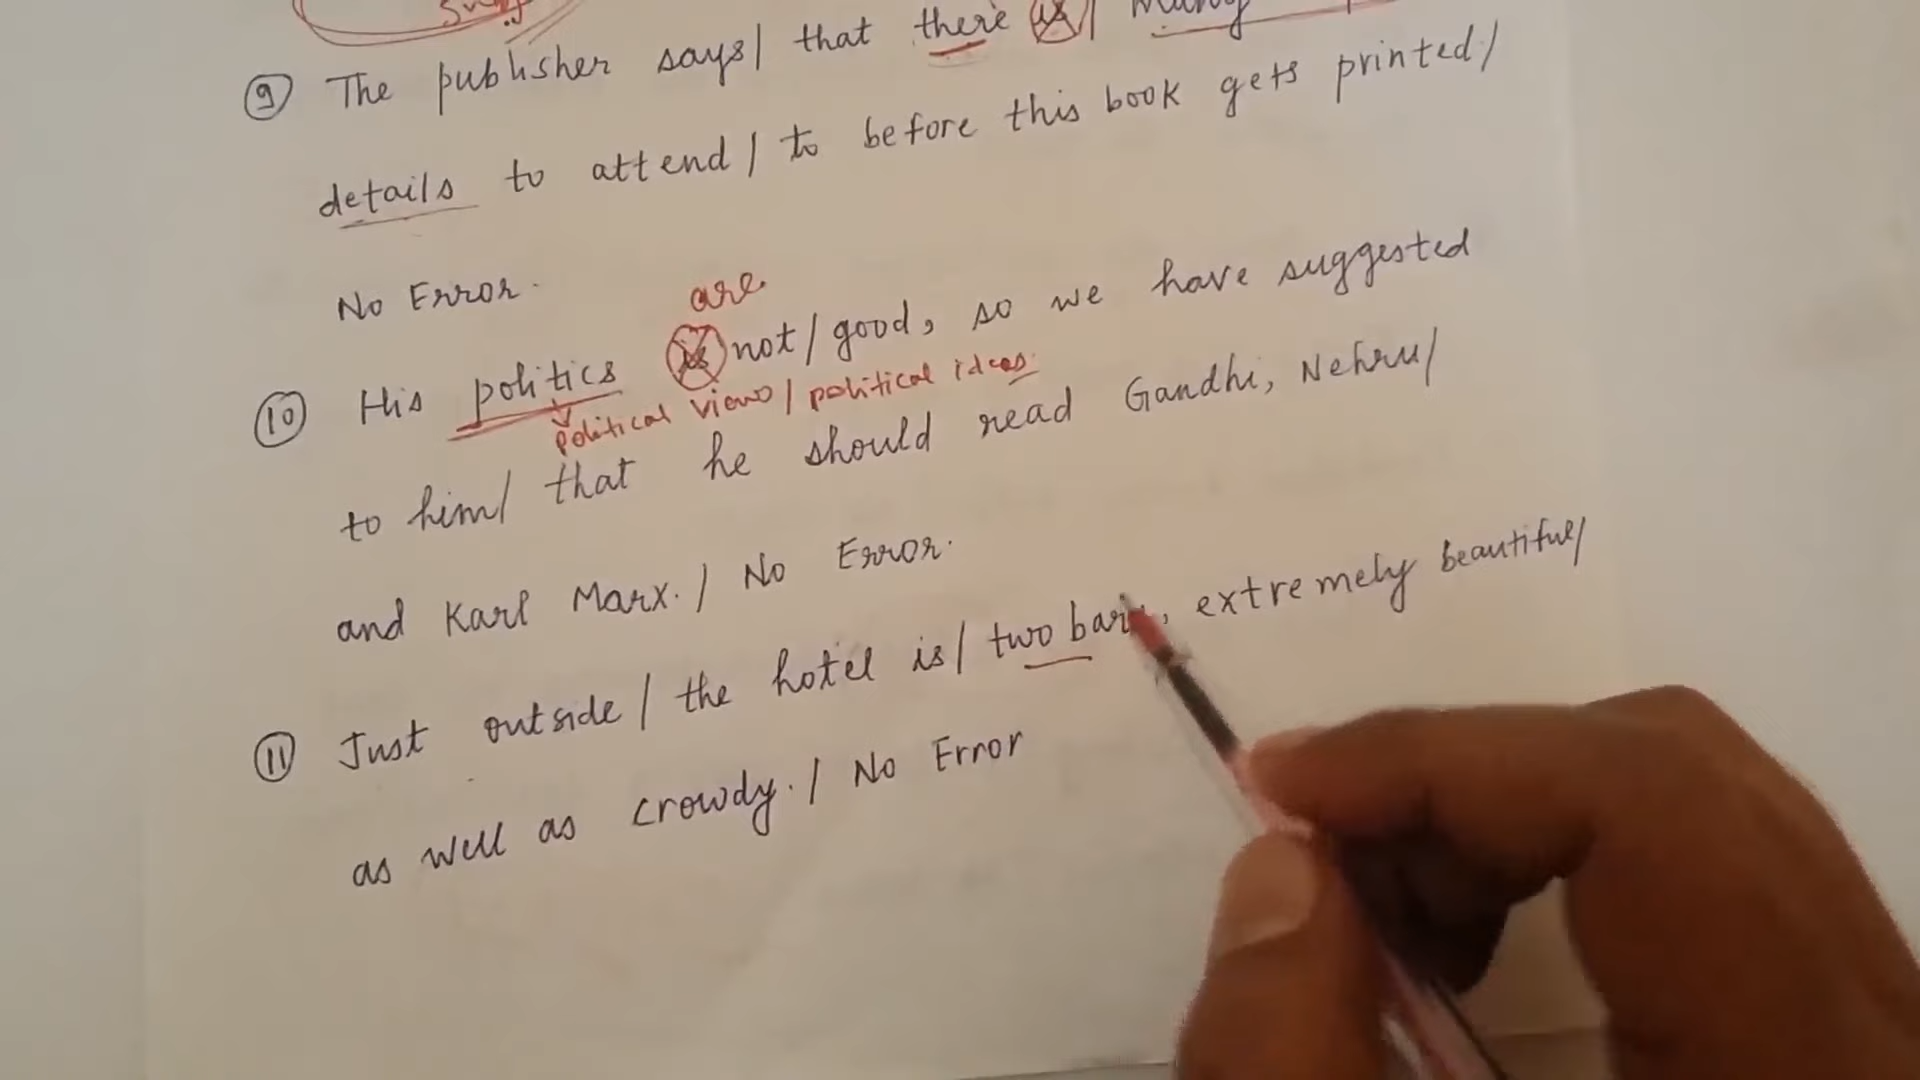 ⑨ The publisher says/ that there is/ many
details to attend/ to before this book gets printed/
No Error.
are
⑩ His politics is not/good, so we have suggested
political views/political ideas.
to him/ that he should read Gandhi, Nehru/
and Karl Marx./ No Error.
⑪ Just outside/ the hotel is/ two bars, extremely beautiful/
as well as crowdy./ No Error